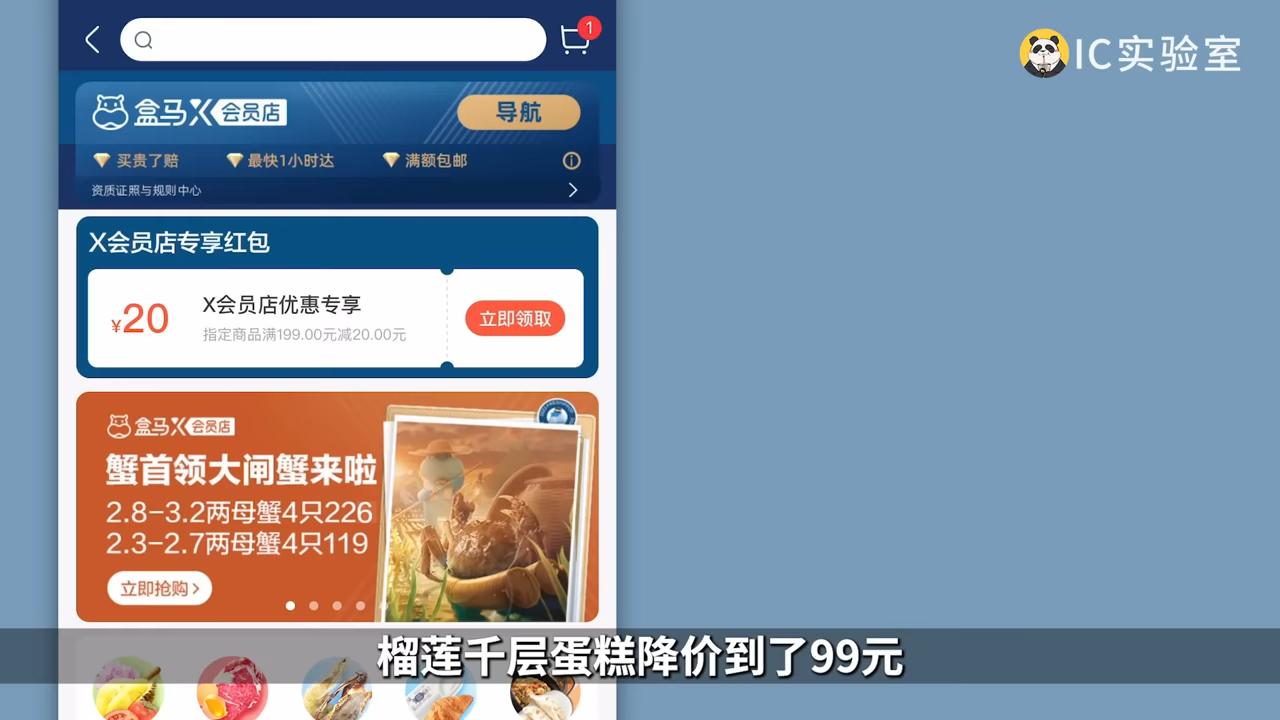 1
IC实验室
盒马X会员店
导航
买贵了赔 最快1小时达 满额包邮
资质证照与规则中心
X会员店专享红包
¥20
X会员店优惠专享
指定商品满199.00元减20.00元
立即领取
盒马X会员店
蟹首领大闸蟹来啦
2.8-3.2两母蟹4只226
2.3-2.7两母蟹4只119
立即抢购>
榴莲千层蛋糕降价到了99元